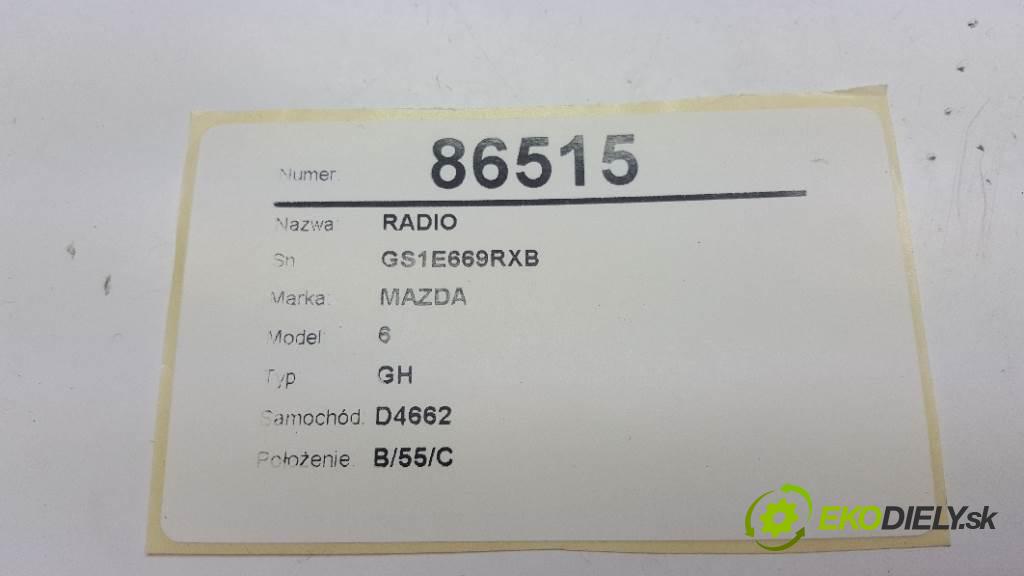 Numer: 86515
Nazwa: RADIO
Sn GS1E669RXB
Marka: MAZDA
Model: 6
Typ GH
Samochód: D4662
Położenie: B/55/C
EKODIELY.sk